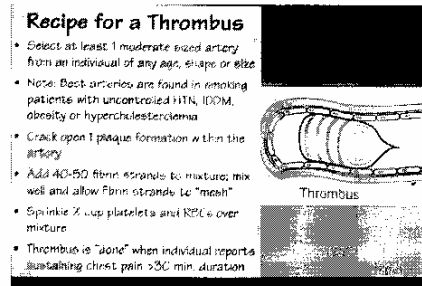 Recipe for a Thrombus
• Select at least 1 moderate sized artery
from an individual of any age, shape or size
• Note: Best arteries are found in smoking
patients with uncontrolled HTN, IDDM,
obesity or hypercholesterolemia
• Crack open 1 plaque formation within the
artery
• Add 40-50 fibrin strands to mixture; mix
well and allow fibrin strands to "mesh"
• Sprinkle cup platelets and RBCs over
mixture
• Thrombus is "done" when individual reports
sustaining chest pain >30 min. duration
Thrombus